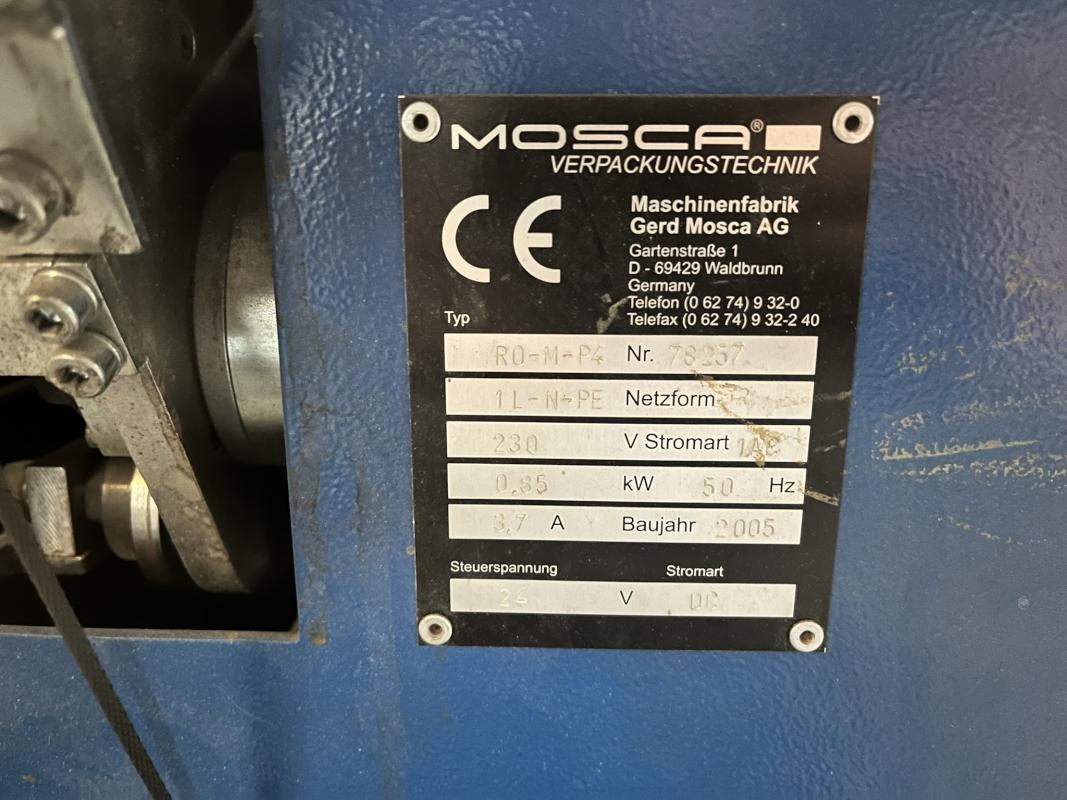 MOSCA®
VERPACKUNGSTECHNIK
CE
Maschinenfabrik
Gerd Mosca AG
Gartenstraße 1
D - 69429 Waldbrunn
Germany
Telefon (0 62 74) 9 32-0
Telefax (0 62 74) 9 32-2 40
Typ
RO-M-P4 Nr. 78257
1L-N-PE Netzform
230 V Stromart 1AC
0,85 kW 50 Hz
3,7 A Baujahr 2005
Steuerspannung Stromart
24 V DC